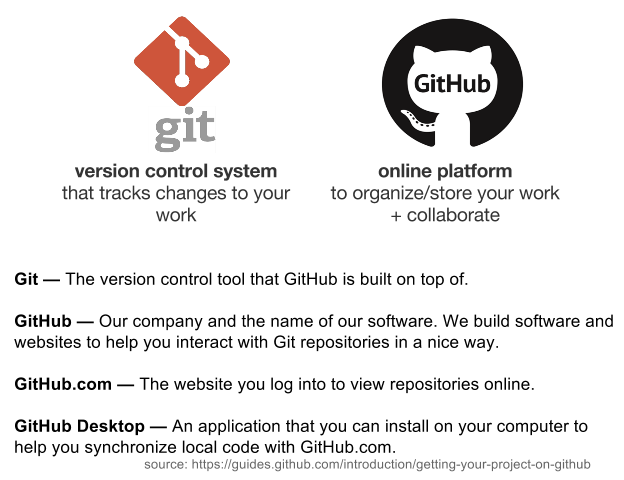 git
GitHub
version control system
that tracks changes to your
work
online platform
to organize/store your work
+ collaborate
Git — The version control tool that GitHub is built on top of.
GitHub — Our company and the name of our software. We build software and
websites to help you interact with Git repositories in a nice way.
GitHub.com — The website you log into to view repositories online.
GitHub Desktop — An application that you can install on your computer to
help you synchronize local code with GitHub.com.
source: https://guides.github.com/introduction/getting-your-project-on-github